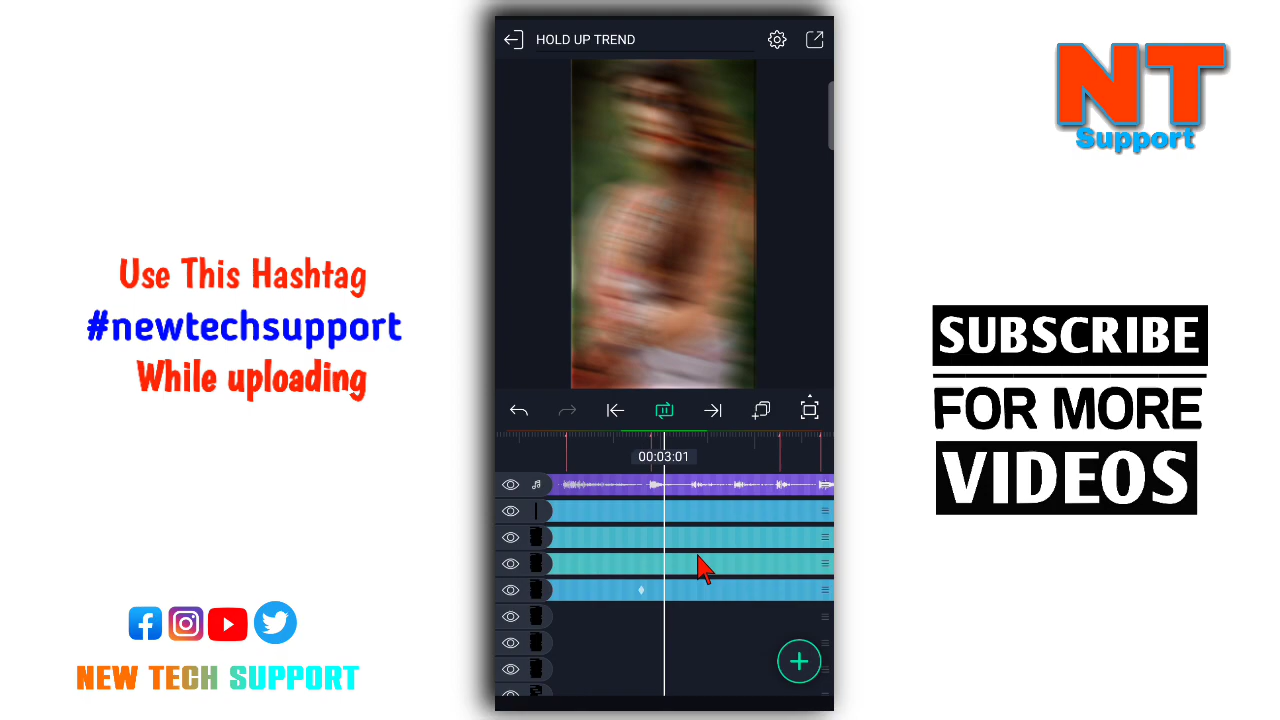 HOLD UP TREND
NT
Support
Use This Hashtag
#newtechsupport
While uploading
SUBSCRIBE
FOR MORE
VIDEOS
00:03:01
NEW TECH SUPPORT